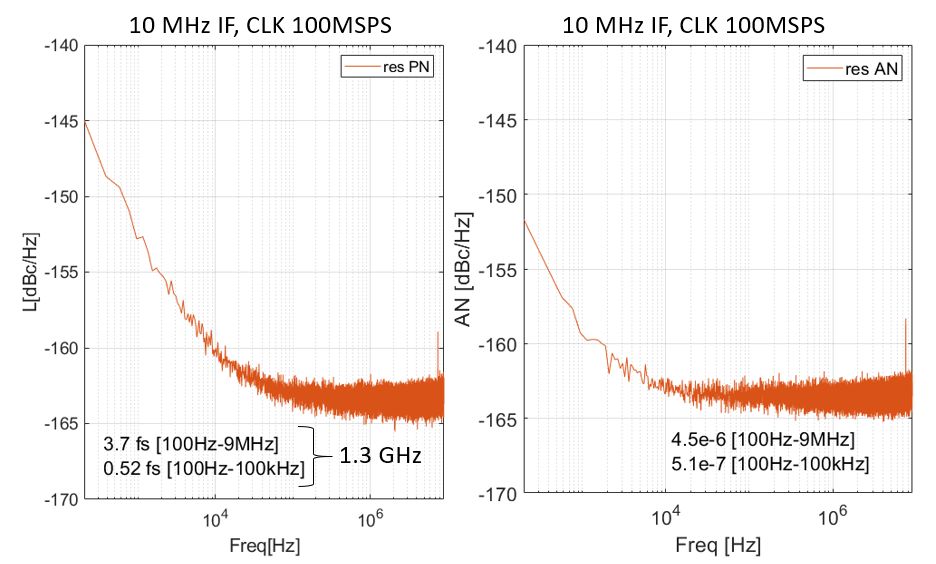 10 MHz IF, CLK 100MSPS
-140
-145
-150
-155
-160
-165
-170
L[dBc/Hz]
res PN
3.7 fs [100Hz-9MHz]
0.52 fs [100Hz-100kHz]
1.3 GHz
10^4
10^6
Freq[Hz]
10 MHz IF, CLK 100MSPS
-140
-145
-150
-155
-160
-165
-170
AN [dBc/Hz]
res AN
4.5e-6 [100Hz-9MHz]
5.1e-7 [100Hz-100kHz]
10^4
10^6
Freq [Hz]